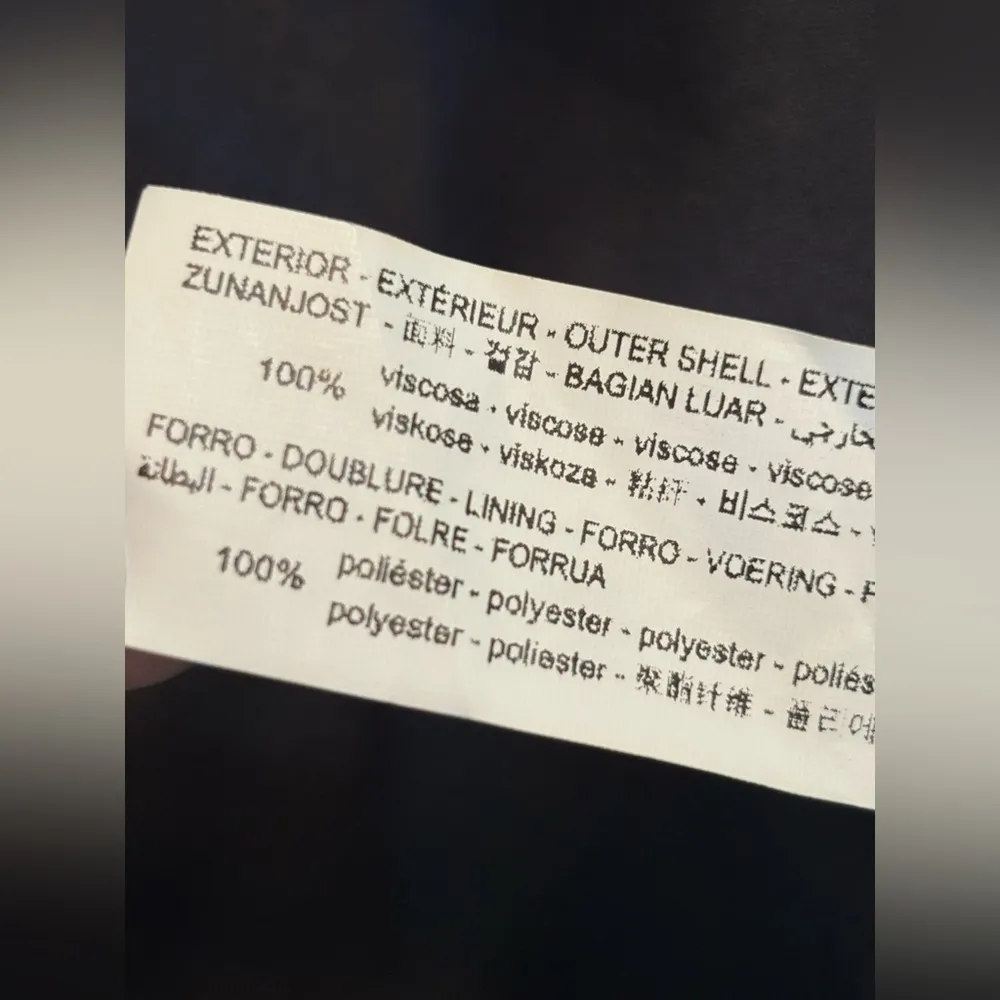 EXTERIOR - EXTÉRIEUR - OUTER SHELL - EXTE
ZUNANJOST - 面料 - 겉감 - BAGIAN LUAR -
100% viscosa - viscose - viscose - viscose
viskose - viskoza - 粘纤 - 비스코스 -
FORRO - DOUBLURE - LINING - FORRO - VOERING - F
البطانة - FORRO - FOLRE - FORRUA
100% poliéster - polyester - polyester - poliés
polyester - poliester - 聚酯纤维 -